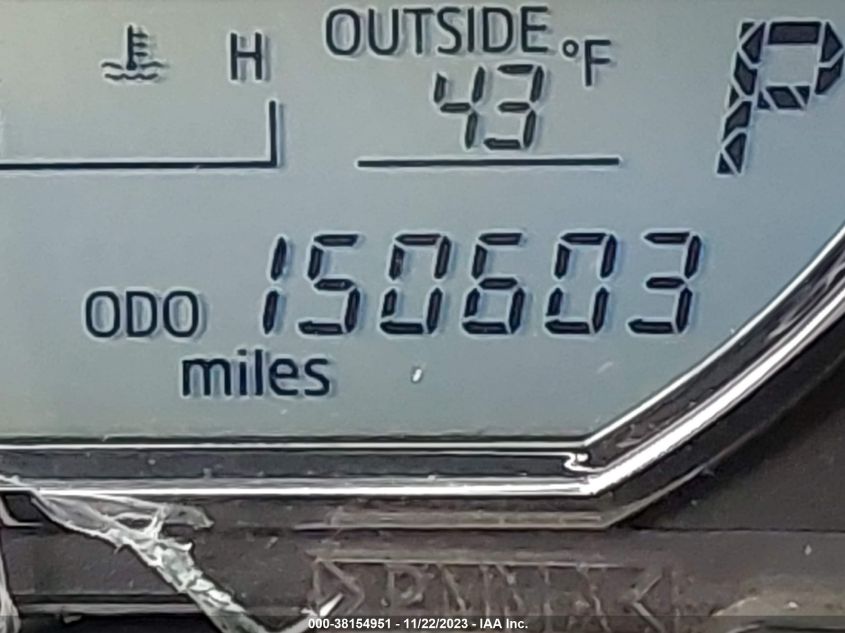 H
OUTSIDE
43 °F
P
ODO 150603
miles
000-38154951 - 11/22/2023 - IAA Inc.